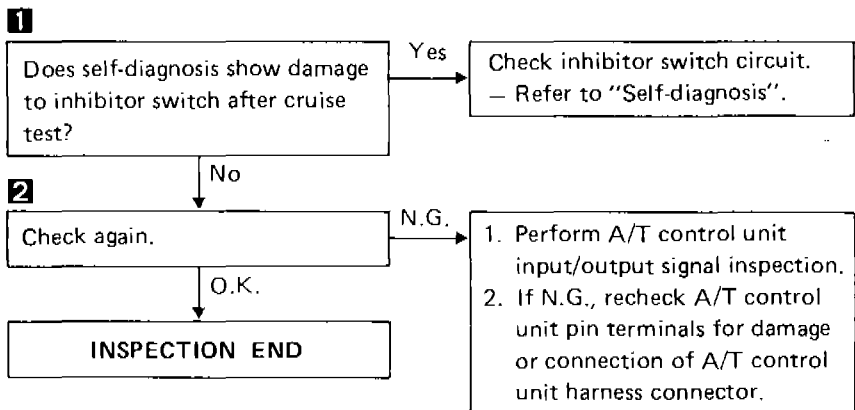 1
Does self-diagnosis show damage
to inhibitor switch after cruise
test?
Yes
Check inhibitor switch circuit.
— Refer to "Self-diagnosis".
No
2
Check again.
N.G.
1. Perform A/T control unit
input/output signal inspection.
2. If N.G., recheck A/T control
unit pin terminals for damage
or connection of A/T control
unit harness connector.
O.K.
INSPECTION END